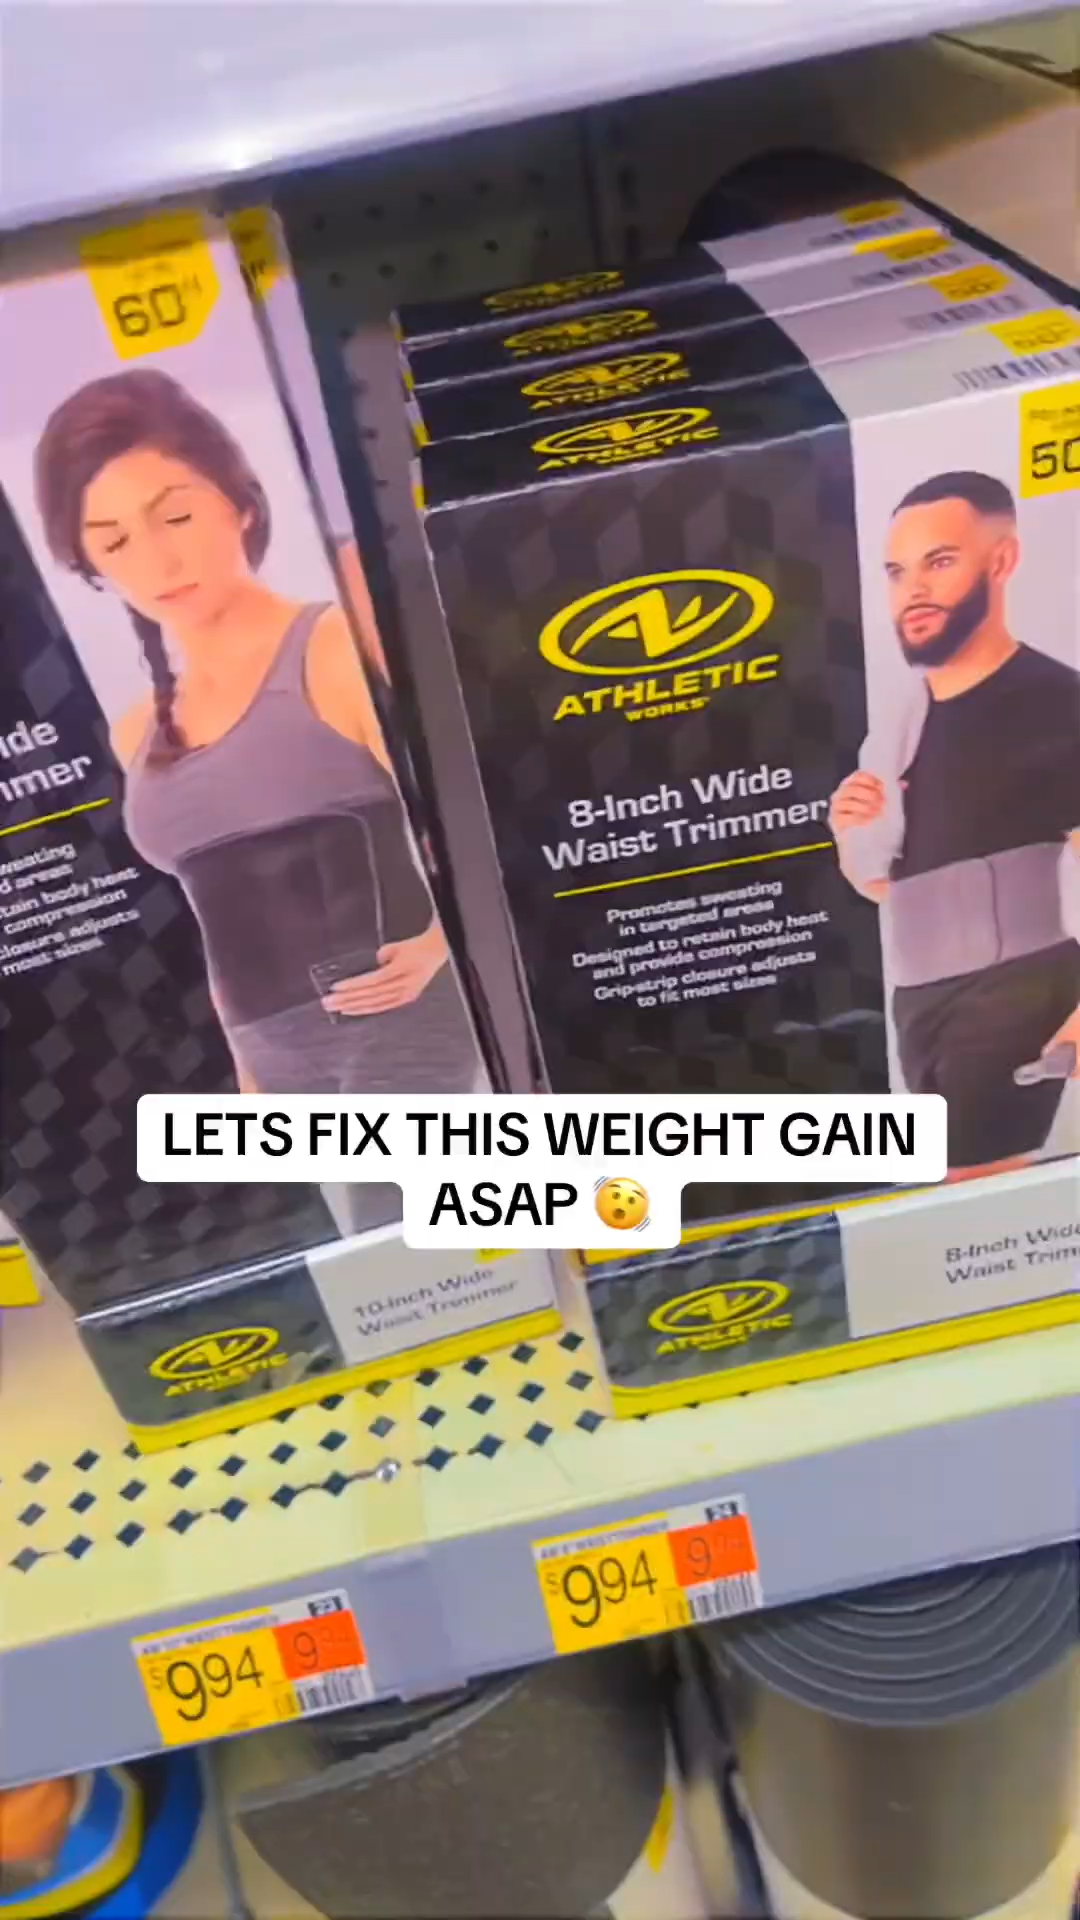 60
50
ATHLETIC
ATHLETIC
ATHLETIC
ATHLETIC
ATHLETIC
WORKS
8-Inch Wide
Waist Trimmer
Promotes sweating
in targeted areas
Designed to retain body heat
and provide compression
Grip-strip closure adjusts
to fit most sizes
ide
mmer
weating
d areas
tain body heat
compression
closure adjusts
most sizes
LETS FIX THIS WEIGHT GAIN
ASAP 😯
10-Inch Wide
Waist Trimmer
ATHLETIC
8-Inch Wide
Waist Trim
ATHLETIC
23
$994
24
$994